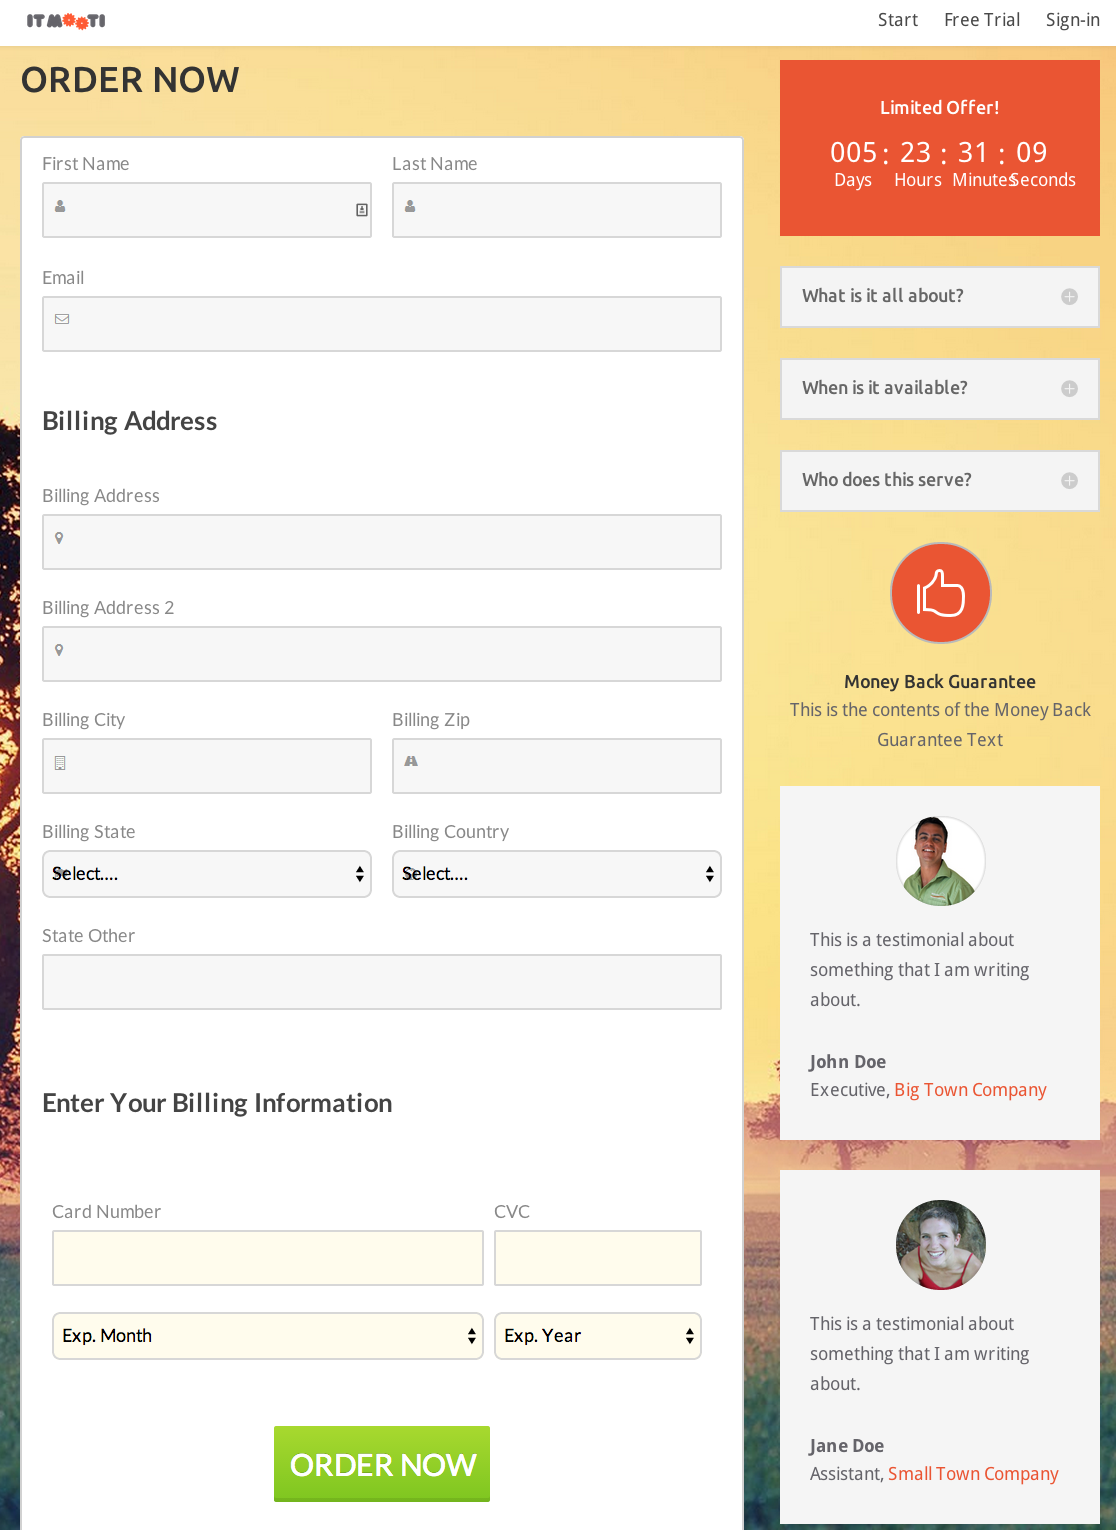 ITMOOTI
Start Free Trial Sign-in
ORDER NOW
First Name Last Name
Email
Billing Address
Billing Address
Billing Address 2
Billing City Billing Zip
Billing State Billing Country
Select.... Select....
State Other
Enter Your Billing Information
Card Number CVC
Exp. Month Exp. Year
ORDER NOW
Limited Offer!
005 : 23 : 31 : 09
Days Hours Minutes Seconds
What is it all about?
When is it available?
Who does this serve?
Money Back Guarantee
This is the contents of the Money Back
Guarantee Text
This is a testimonial about
something that I am writing
about.
John Doe
Executive, Big Town Company
This is a testimonial about
something that I am writing
about.
Jane Doe
Assistant, Small Town Company